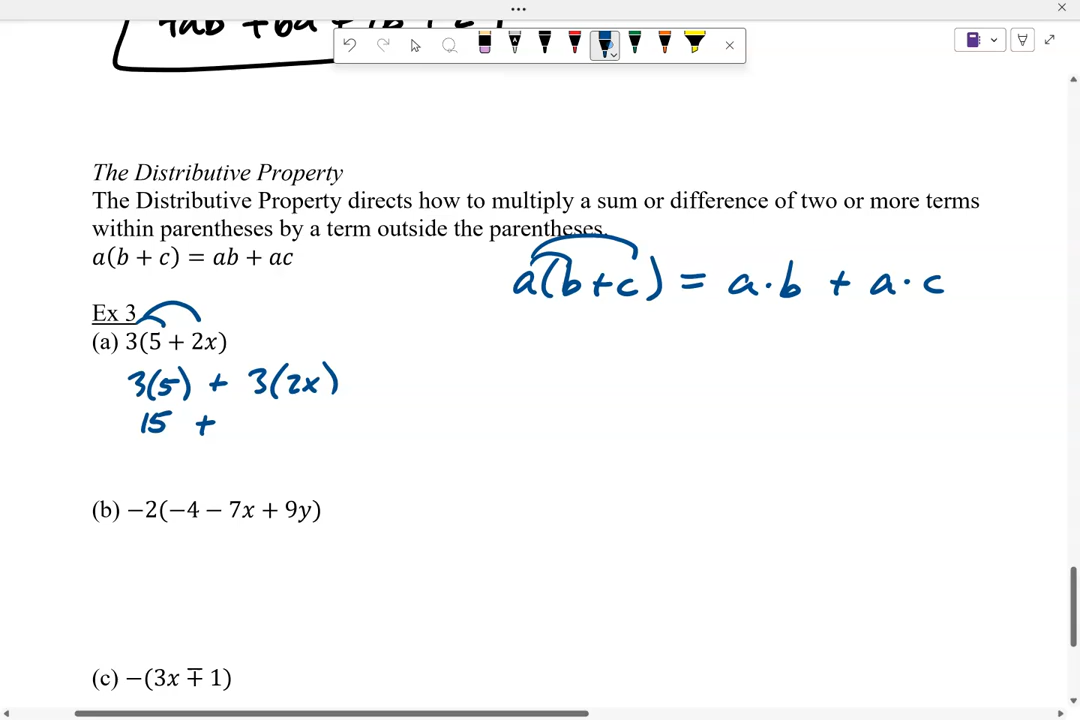 4ab + 6a +
The Distributive Property
The Distributive Property directs how to multiply a sum or difference of two or more terms
within parentheses by a term outside the parentheses.
a(b + c) = ab + ac
a(b+c) = a·b + a·c
Ex 3
(a) 3(5 + 2x)
3(5) + 3(2x)
15 +
(b) −2(−4 − 7x + 9y)
(c) −(3x ∓ 1)